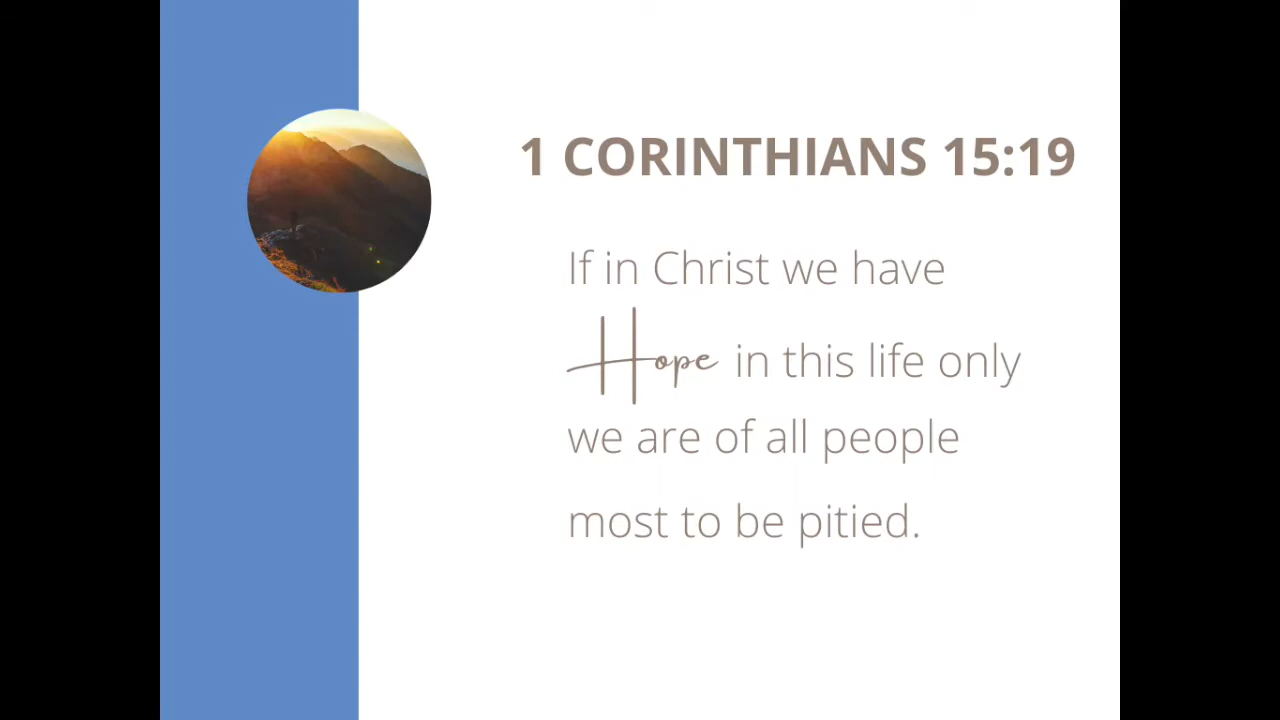 1 CORINTHIANS 15:19
If in Christ we have
Hope in this life only
we are of all people
most to be pitied.